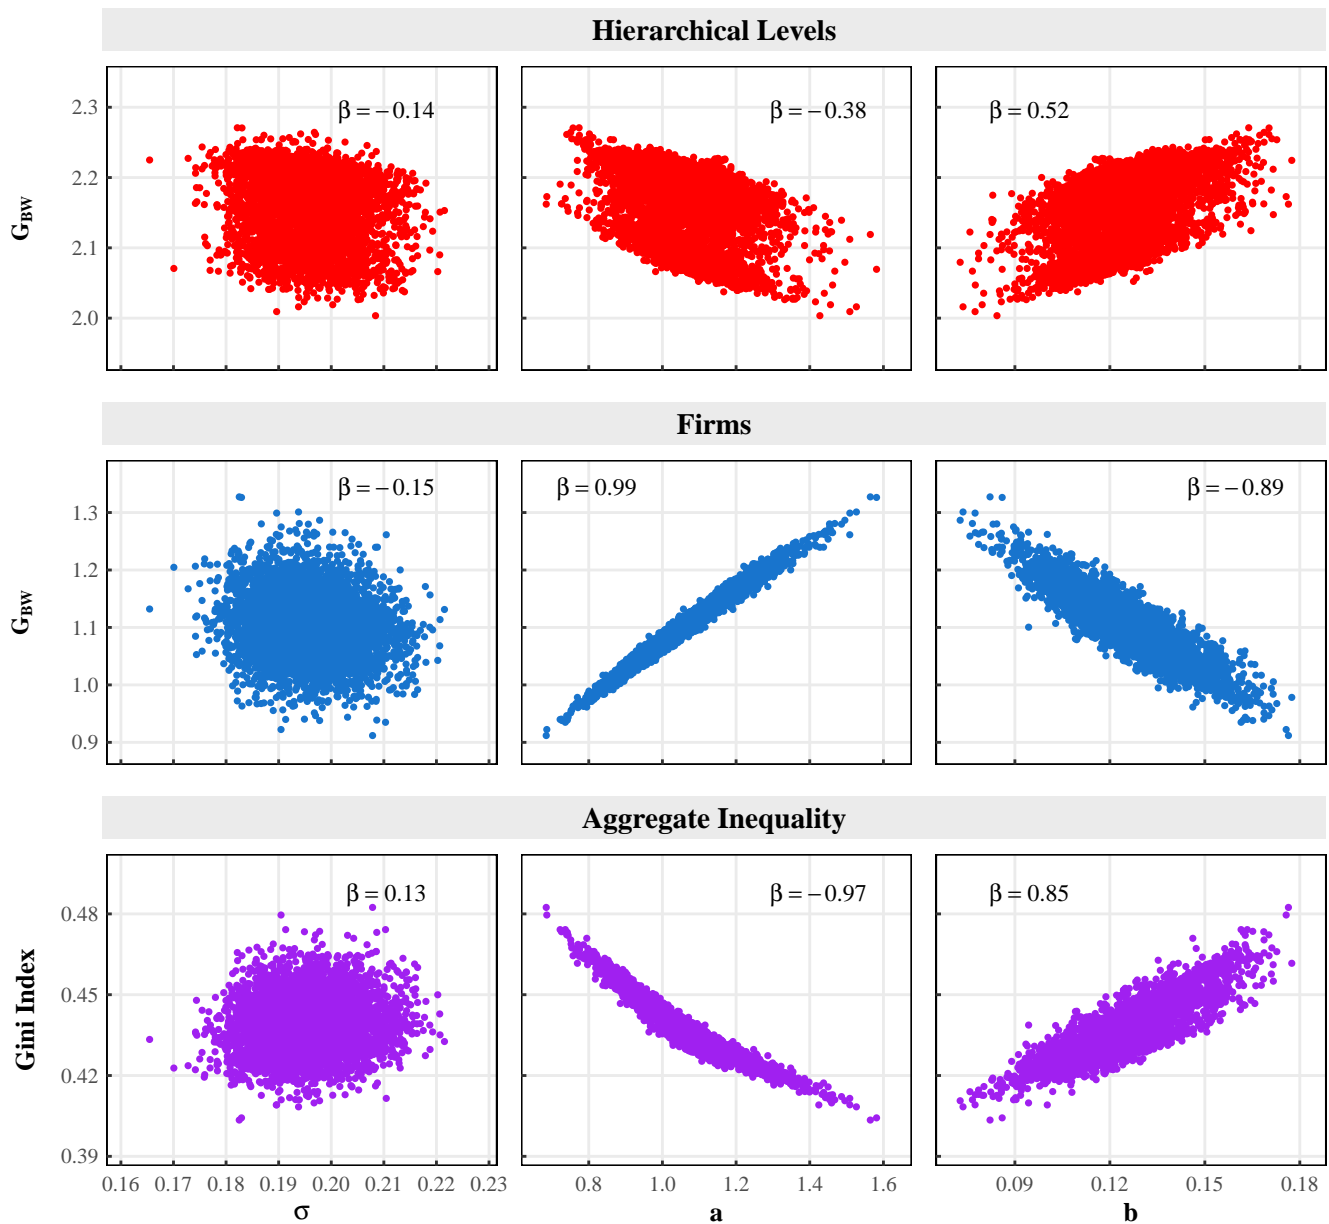 Hierarchical Levels
β = −0.14
β = −0.38
β = 0.52
G_BW
2.3
2.2
2.1
2.0
Firms
β = −0.15
β = 0.99
β = −0.89
G_BW
1.3
1.2
1.1
1.0
0.9
Aggregate Inequality
β = 0.13
β = −0.97
β = 0.85
Gini Index
0.48
0.45
0.42
0.39
0.16 0.17 0.18 0.19 0.20 0.21 0.22 0.23
0.8 1.0 1.2 1.4 1.6
0.09 0.12 0.15 0.18
σ
a
b